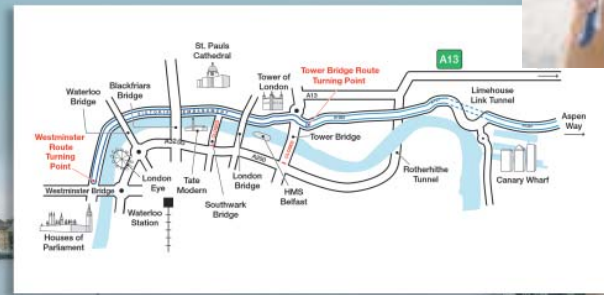 St. Pauls
Cathedral
A13
Tower Bridge Route
Turning Point
Tower of
London
A13
Limehouse
Link Tunnel
Waterloo
Bridge
Blackfriars
Bridge
Aspen
Way
Westminster
Route
Turning
Point
Tower Bridge
London
Eye
Tate
Modern
London
Bridge
HMS
Belfast
Rotherhithe
Tunnel
Canary Wharf
Westminster Bridge
Southwark
Bridge
Waterloo
Station
Houses of
Parliament
A200